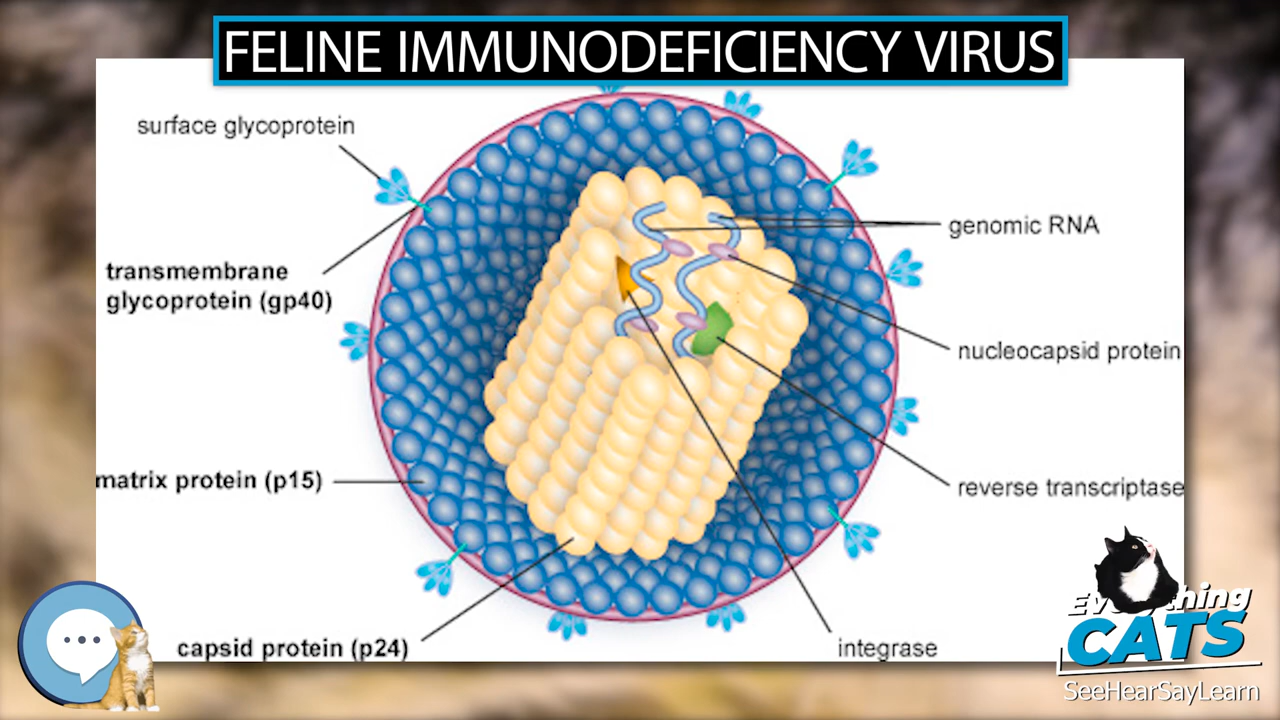 FELINE IMMUNODEFICIENCY VIRUS
surface glycoprotein
genomic RNA
transmembrane
glycoprotein (gp40)
nucleocapsid protein
matrix protein (p15)
reverse transcriptase
capsid protein (p24)
integrase
Everything
CATS
SeeHearSayLearn